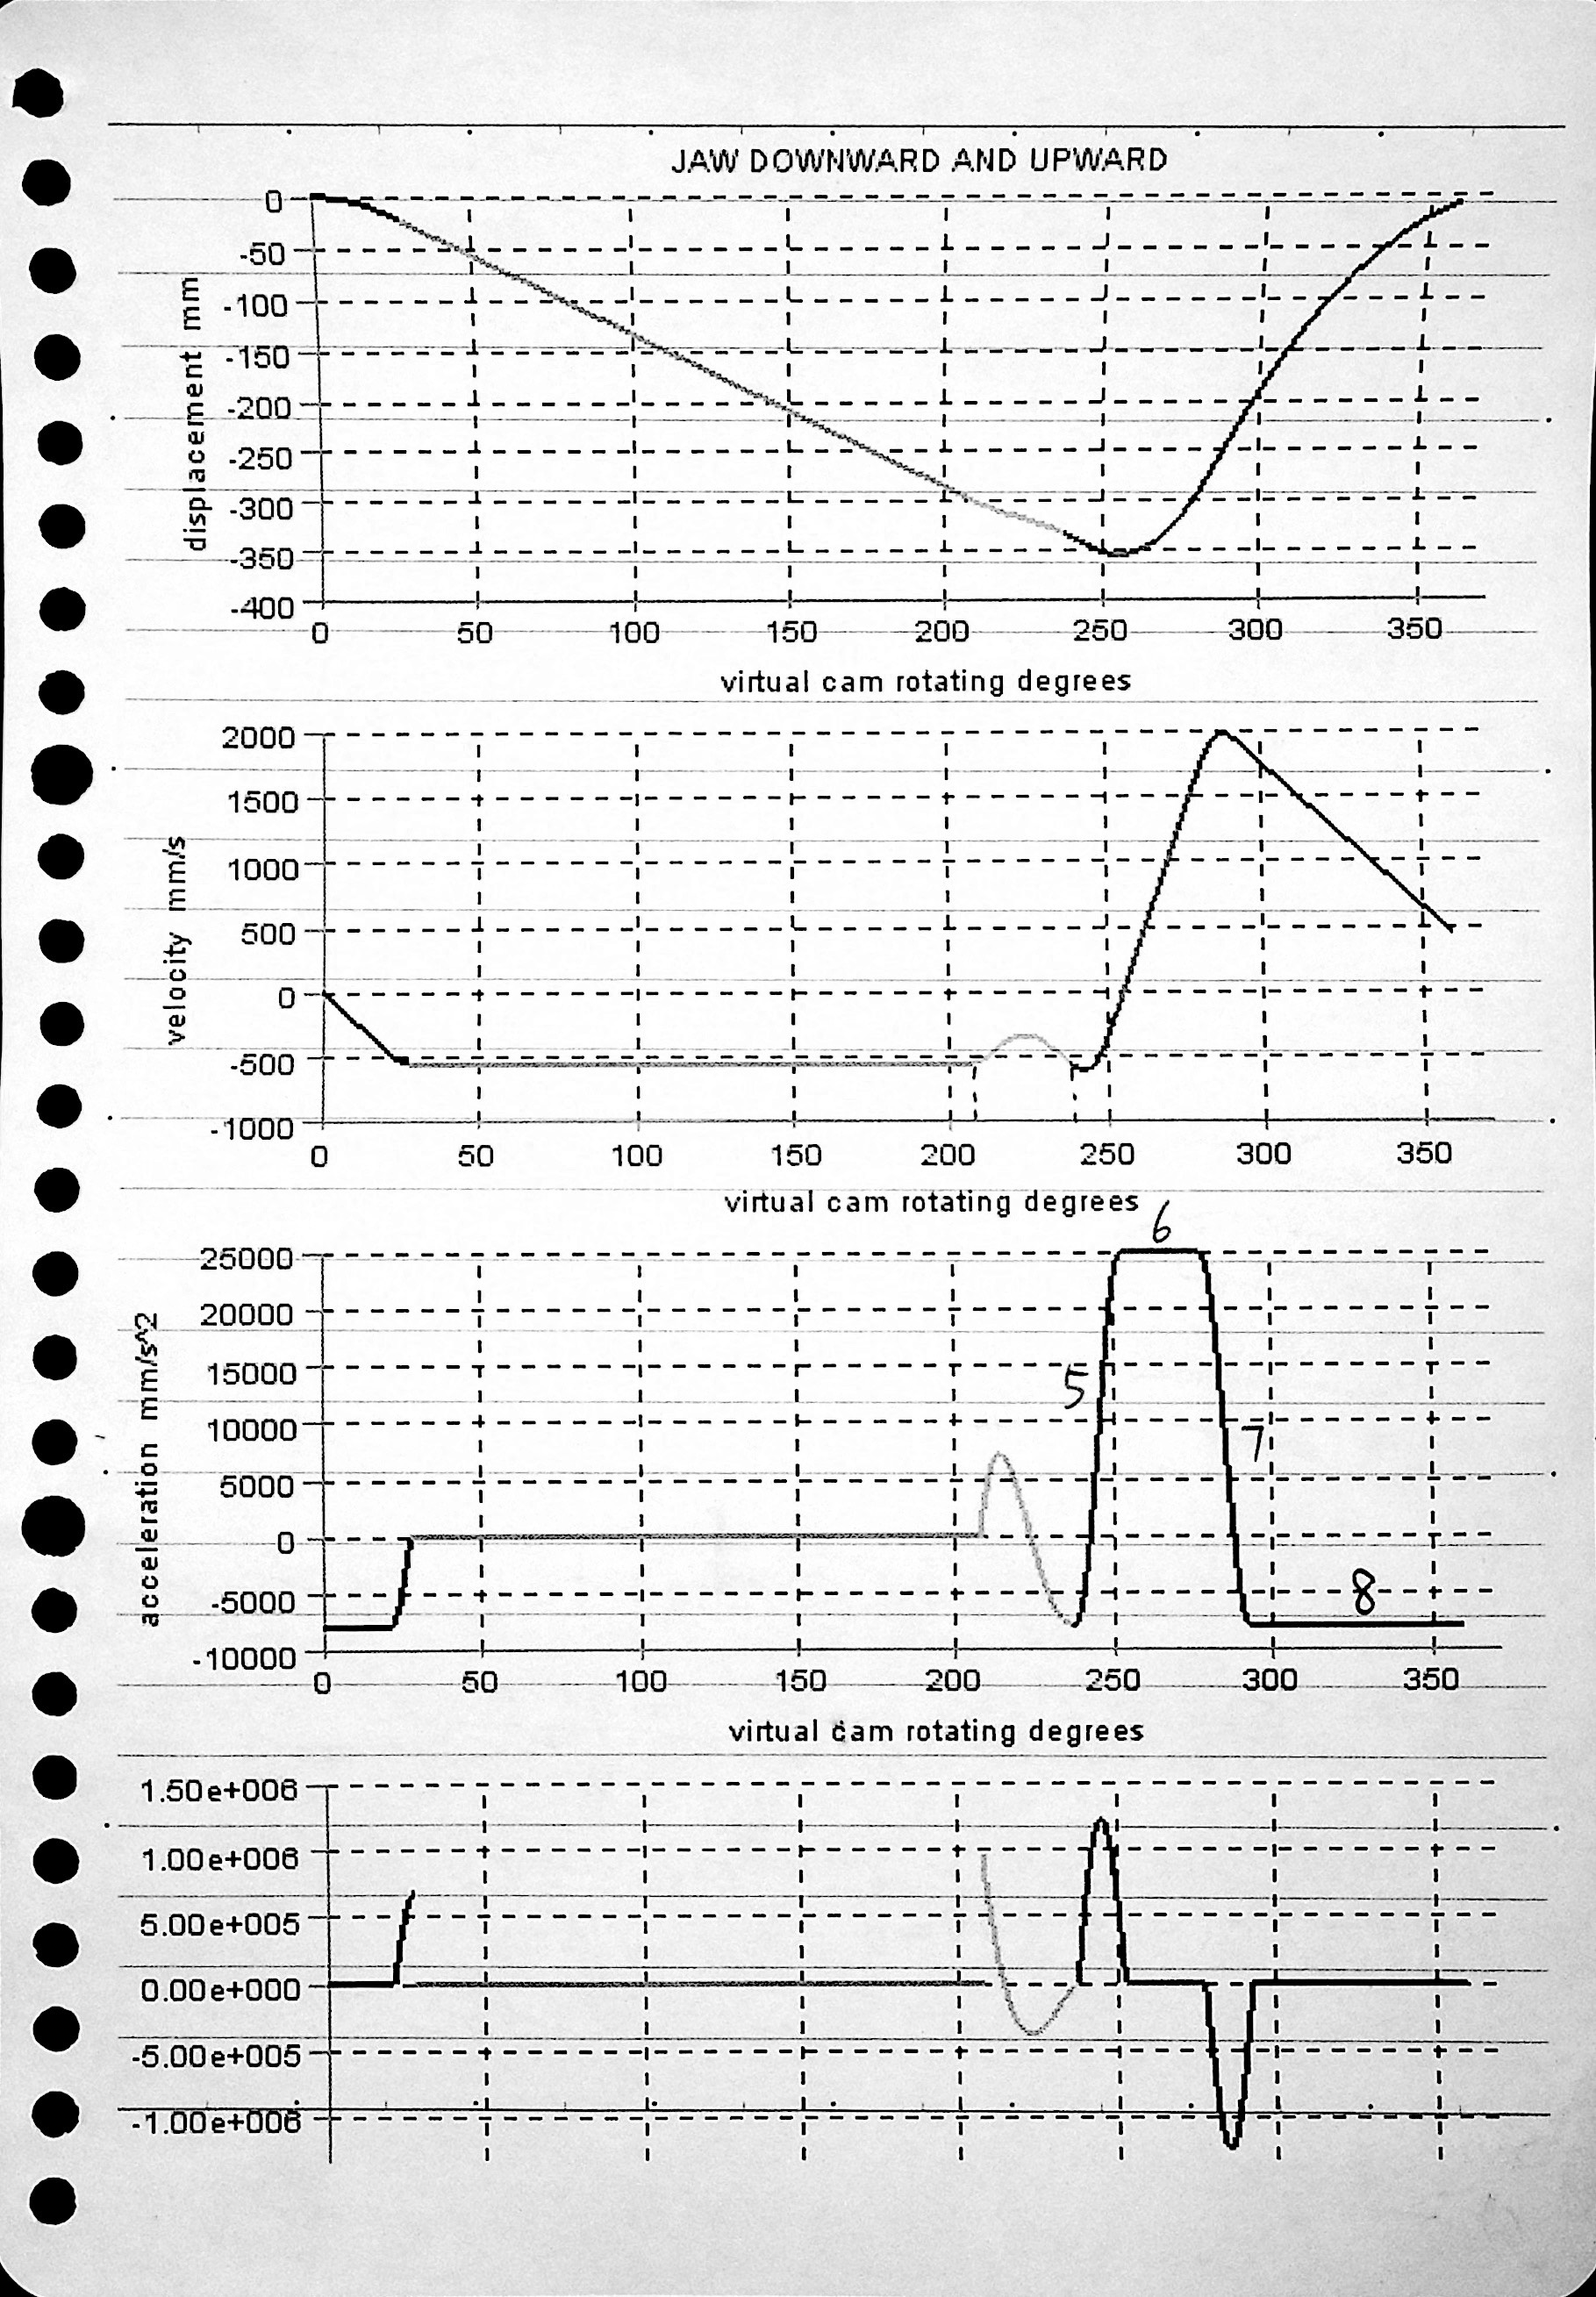 JAW DOWNWARD AND UPWARD
0
-50
-100
-150
-200
-250
-300
-350
-400
displacement mm
0 50 100 150 200 250 300 350
virtual cam rotating degrees
2000
1500
1000
500
0
-500
-1000
velocity mm/s
0 50 100 150 200 250 300 350
virtual cam rotating degrees
6
25000
20000
15000
10000
5000
0
-5000
-10000
acceleration mm/s^2
5
7
8
0 50 100 150 200 250 300 350
virtual cam rotating degrees
1.50e+006
1.00e+006
5.00e+005
0.00e+000
-5.00e+005
-1.00e+006